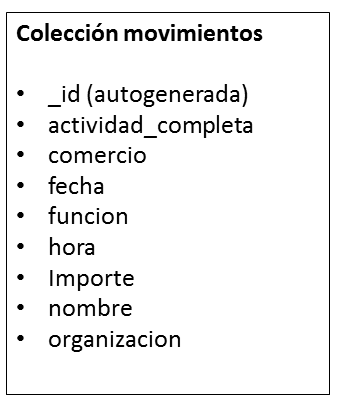 Colección movimientos
• _id (autogenerada)
• actividad_completa
• comercio
• fecha
• funcion
• hora
• Importe
• nombre
• organizacion